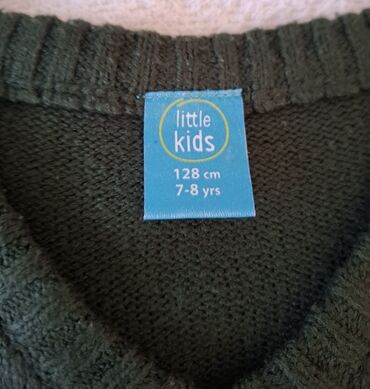 little
kids
128 cm
7-8 yrs